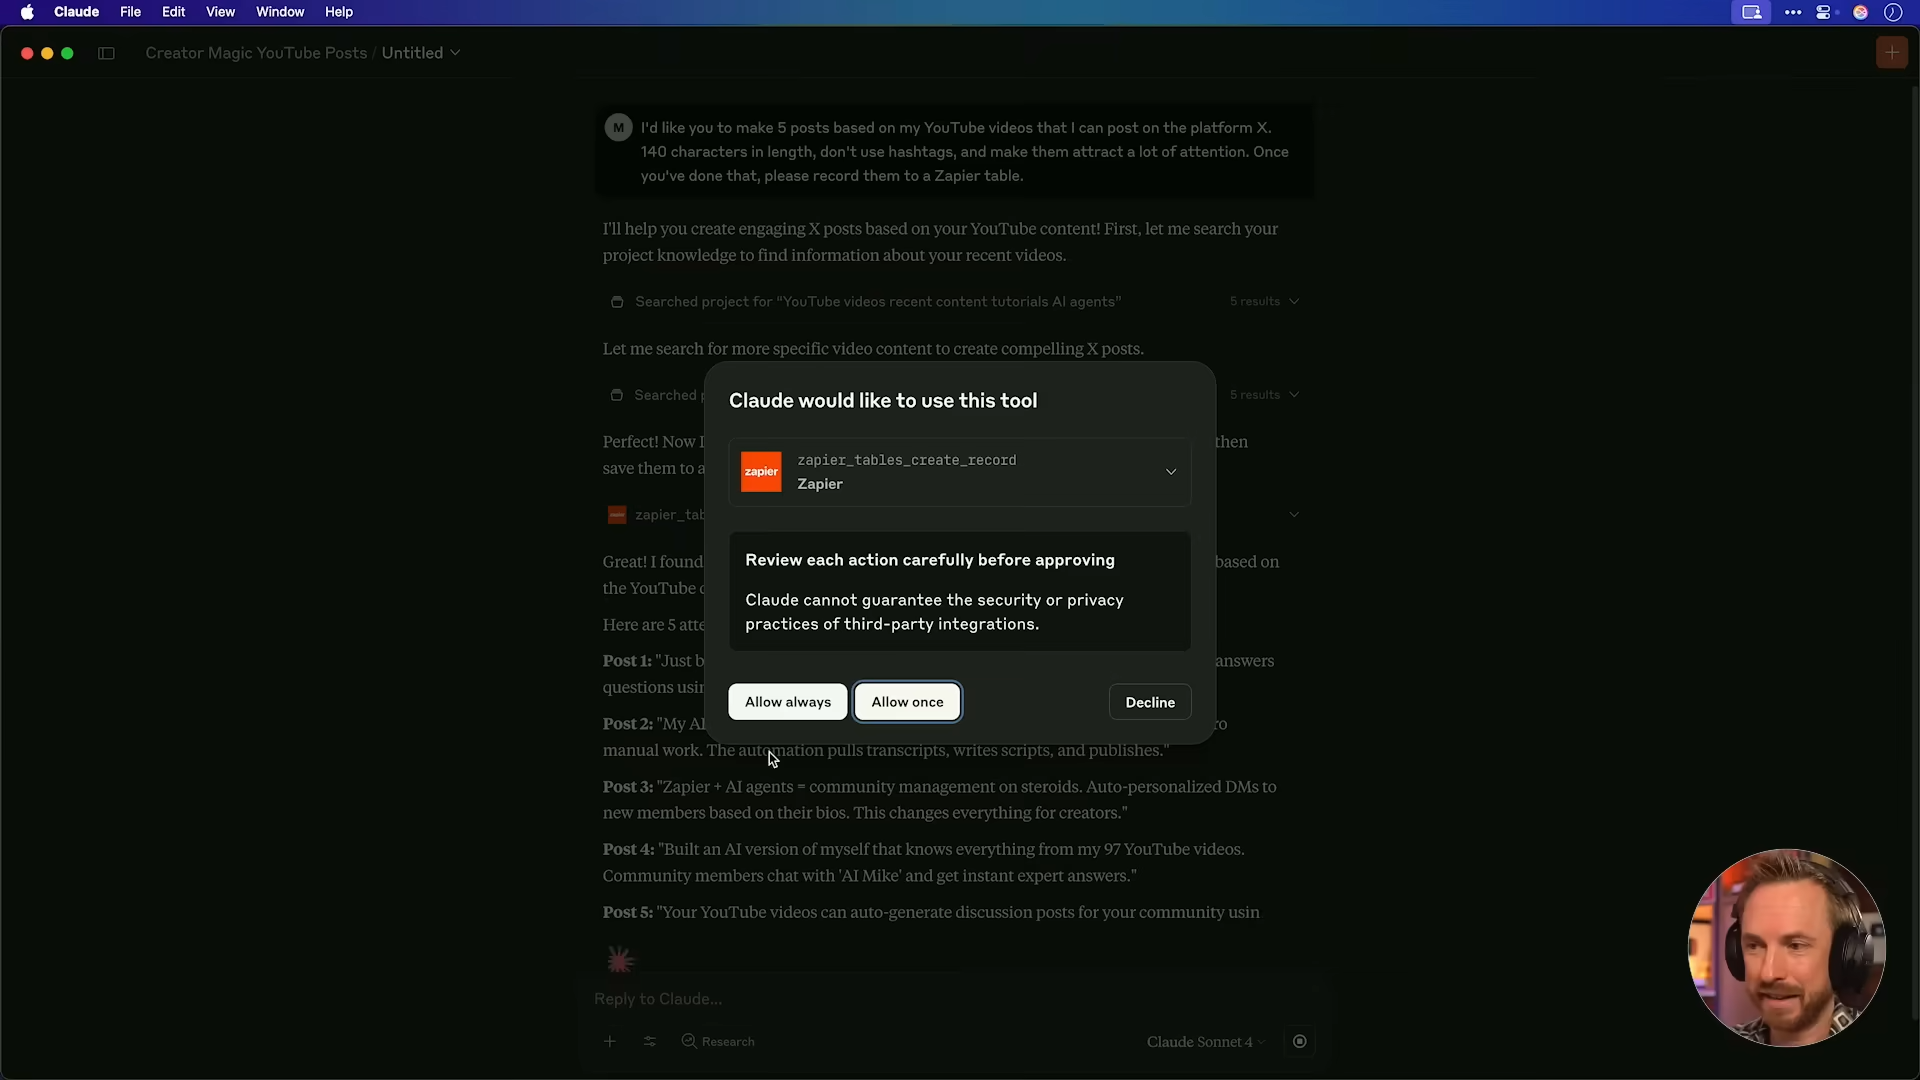 Claude File Edit View Window Help
Creator Magic YouTube Posts / Untitled
M
I'd like you to make 5 posts based on my YouTube videos that I can post on the platform X.
140 characters in length, don't use hashtags, and make them attract a lot of attention. Once
you've done that, please record them to a Zapier table.
I'll help you create engaging X posts based on your YouTube content! First, let me search your
project knowledge to find information about your recent videos.
Searched project for “YouTube videos recent content tutorials AI agents” 5 results
Let me search for more specific video content to create compelling X posts.
Searched 5 results
Perfect! Now then
save them to a
zapier_tab
Great! I found based on
the YouTube
Here are 5 atte
Post 1: "Just b answers
questions usin
Post 2: "My AI ro
manual work. The automation pulls transcripts, writes scripts, and publishes."
Post 3: "Zapier + AI agents = community management on steroids. Auto-personalized DMs to
new members based on their bios. This changes everything for creators."
Post 4: "Built an AI version of myself that knows everything from my 97 YouTube videos.
Community members chat with 'AI Mike' and get instant expert answers."
Post 5: "Your YouTube videos can auto-generate discussion posts for your community usin
Claude would like to use this tool
zapier
zapier_tables_create_record
Zapier
Review each action carefully before approving
Claude cannot guarantee the security or privacy
practices of third-party integrations.
Allow always Allow once Decline
Reply to Claude...
Research Claude Sonnet 4